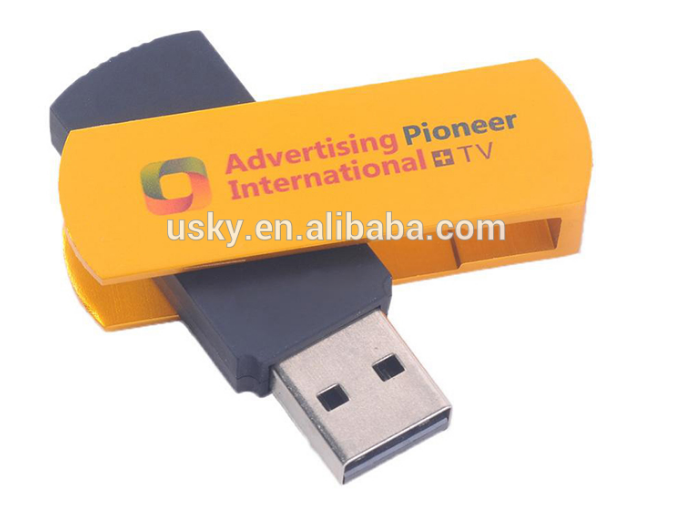 Advertising Pioneer
International + TV
usky.en.alibaba.com